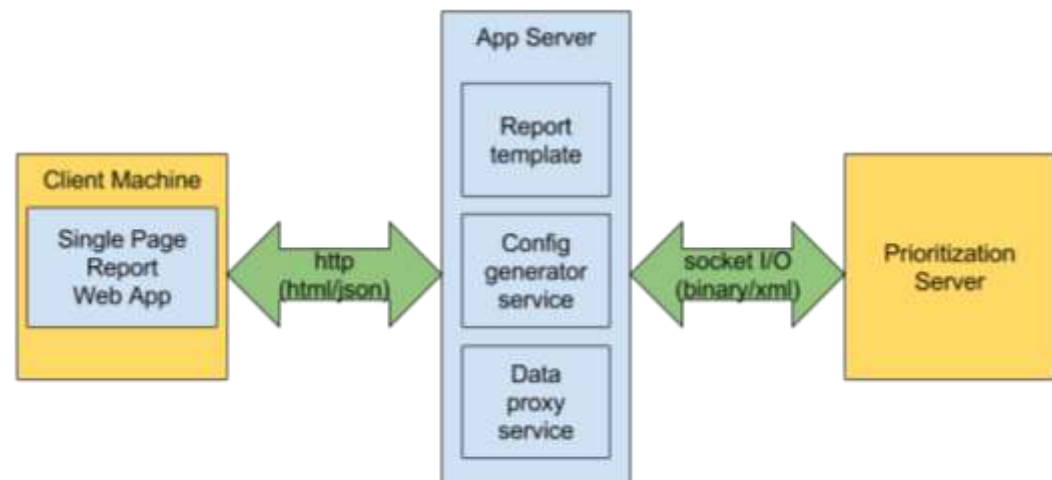 App Server
Report
template
Client Machine
Single Page
Report
Web App
http
(html/json)
Config
generator
service
socket I/O
(binary/xml)
Prioritization
Server
Data
proxy
service